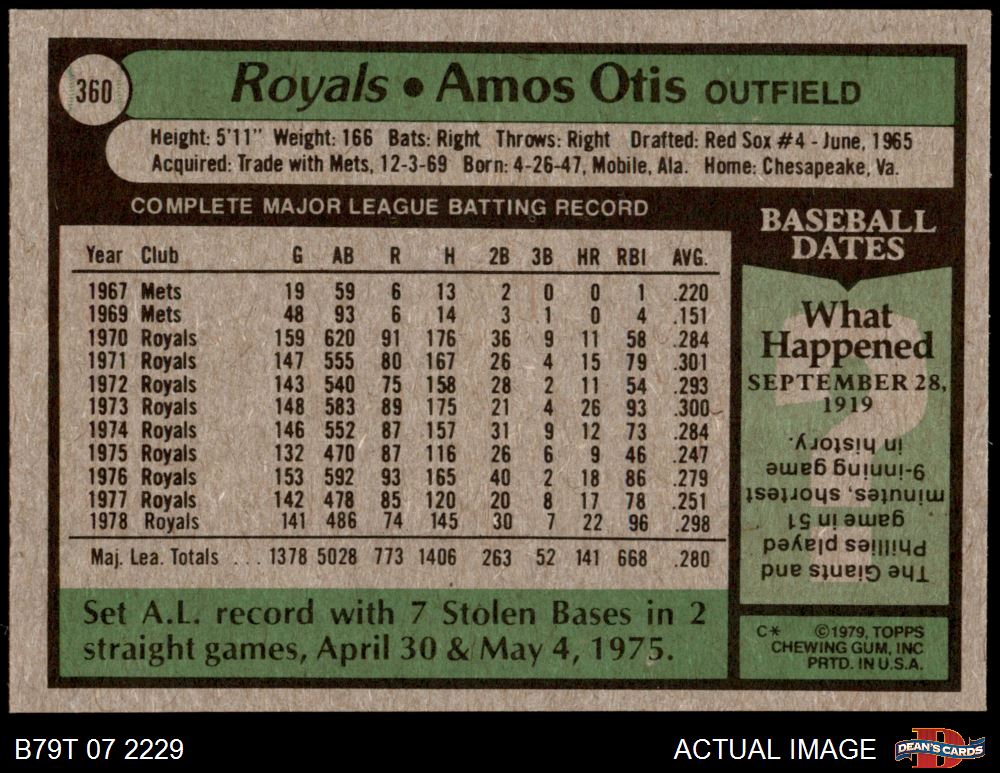 360
Royals • Amos Otis OUTFIELD
Height: 5'11" Weight: 166 Bats: Right Throws: Right Drafted: Red Sox #4 - June, 1965
Acquired: Trade with Mets, 12-3-69 Born: 4-26-47, Mobile, Ala. Home: Chesapeake, Va.
COMPLETE MAJOR LEAGUE BATTING RECORD
Year Club G AB R H 2B 3B HR RBI AVG.
1967 Mets 19 59 6 13 2 0 0 1 .220
1969 Mets 48 93 6 14 3 1 0 4 .151
1970 Royals 159 620 91 176 36 9 11 58 .284
1971 Royals 147 555 80 167 26 4 15 79 .301
1972 Royals 143 540 75 158 28 2 11 54 .293
1973 Royals 148 583 89 175 21 4 26 93 .300
1974 Royals 146 552 87 157 31 9 12 73 .284
1975 Royals 132 470 87 116 26 6 9 46 .247
1976 Royals 153 592 93 165 40 2 18 86 .279
1977 Royals 142 478 85 120 20 8 17 78 .251
1978 Royals 141 486 74 145 30 7 22 96 .298
Maj. Lea. Totals ... 1378 5028 773 1406 263 52 141 668 .280
Set A.L. record with 7 Stolen Bases in 2
straight games, April 30 & May 4, 1975.
BASEBALL
DATES
What
Happened
SEPTEMBER 28,
1919
The Giants and
Phillies played
game in 51
minutes, shortest
9-inning game
in history.
C* ©1979, TOPPS
CHEWING GUM, INC
PRTD. IN U.S.A.
B79T 07 2229
ACTUAL IMAGE
D
DEAN'S CARDS